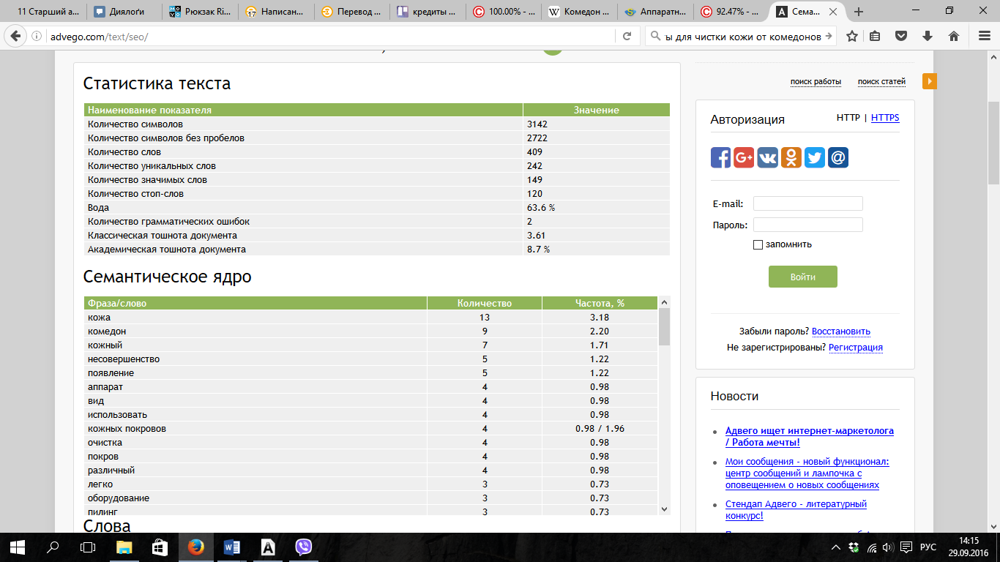 11 Старший а...
Диялоґи
Рюкзак Ri...
17 Написан...
Перевод ...
кредиты ...
100.00% - ...
Комедон ...
Аппаратн...
92.47% - ...
Сема...
advego.com/text/seo/
ты для чистки кожи от комедонов
Статистика текста
Наименование показателя Значение
Количество символов 3142
Количество символов без пробелов 2722
Количество слов 409
Количество уникальных слов 242
Количество значимых слов 149
Количество стоп-слов 120
Вода 63.6 %
Количество грамматических ошибок 2
Классическая тошнота документа 3.61
Академическая тошнота документа 8.7 %
Семантическое ядро
Фраза/слово Количество Частота, %
кожа 13 3.18
комедон 9 2.20
кожный 7 1.71
несовершенство 5 1.22
появление 5 1.22
аппарат 4 0.98
вид 4 0.98
использовать 4 0.98
кожных покровов 4 0.98 / 1.96
очистка 4 0.98
покров 4 0.98
различный 4 0.98
легко 3 0.73
оборудование 3 0.73
пилинг 3 0.73
Слова
поиск работы поиск статей
Авторизация HTTP | HTTPS
E-mail:
Пароль:
запомнить
Войти
Забыли пароль? Восстановить
Не зарегистрированы? Регистрация
Новости
Адвего ищет интернет-маркетолога
/ Работа мечты!
Мои сообщения - новый функционал:
центр сообщений и лампочка с
оповещением о новых сообщениях
Стендап Адвего - литературный
конкурс!
РУС
14:15
29.09.2016